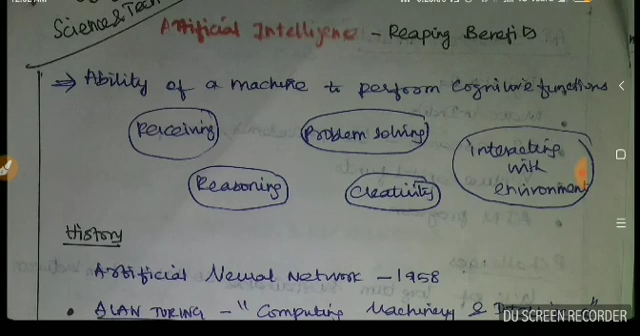 Science & Tech
Artificial Intelligence - Reaping Benefits
⇒ Ability of a machine to perform cognitive functions
Perceiving
Problem solving
Interacting
with
environment
Reasoning
Creativity
History
Artificial Neural Network - 1958
• ALAN TURING - " Computing Machinery &
DU SCREEN RECORDER